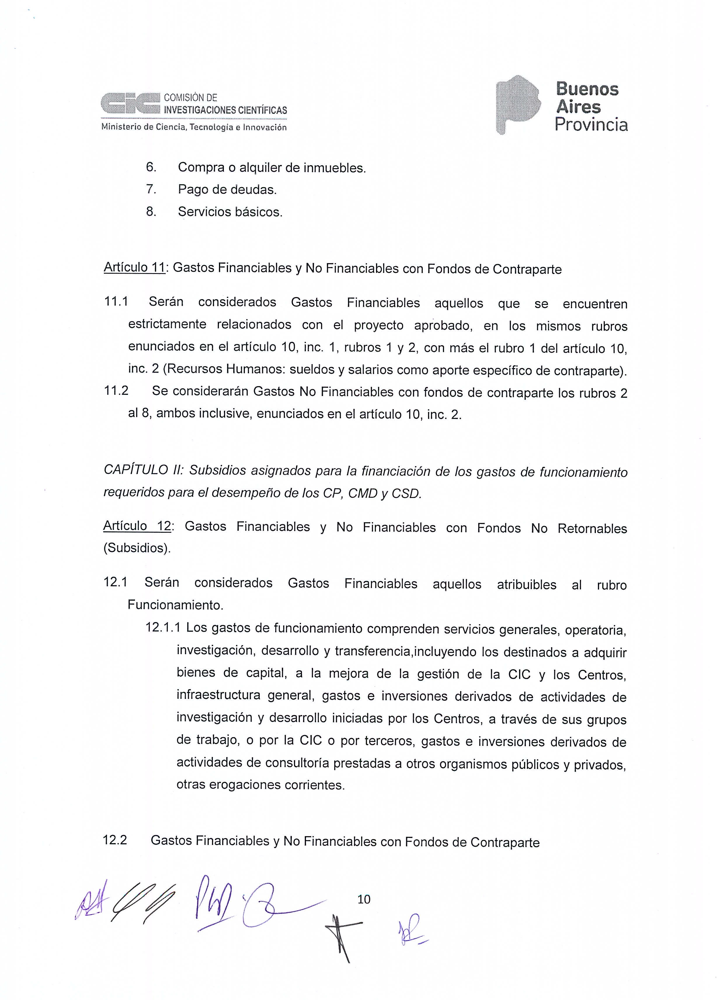 CIC COMISIÓN DE
INVESTIGACIONES CIENTÍFICAS
Ministerio de Ciencia, Tecnología e Innovación
Buenos
Aires
Provincia
6. Compra o alquiler de inmuebles.
7. Pago de deudas.
8. Servicios básicos.
Artículo 11: Gastos Financiables y No Financiables con Fondos de Contraparte
11.1 Serán considerados Gastos Financiables aquellos que se encuentren
estrictamente relacionados con el proyecto aprobado, en los mismos rubros
enunciados en el artículo 10, inc. 1, rubros 1 y 2, con más el rubro 1 del artículo 10,
inc. 2 (Recursos Humanos: sueldos y salarios como aporte específico de contraparte).
11.2 Se considerarán Gastos No Financiables con fondos de contraparte los rubros 2
al 8, ambos inclusive, enunciados en el artículo 10, inc. 2.
CAPÍTULO II: Subsidios asignados para la financiación de los gastos de funcionamiento
requeridos para el desempeño de los CP, CMD y CSD.
Artículo 12: Gastos Financiables y No Financiables con Fondos No Retornables
(Subsidios).
12.1 Serán considerados Gastos Financiables aquellos atribuibles al rubro
Funcionamiento.
12.1.1 Los gastos de funcionamiento comprenden servicios generales, operatoria,
investigación, desarrollo y transferencia,incluyendo los destinados a adquirir
bienes de capital, a la mejora de la gestión de la CIC y los Centros,
infraestructura general, gastos e inversiones derivados de actividades de
investigación y desarrollo iniciadas por los Centros, a través de sus grupos
de trabajo, o por la CIC o por terceros, gastos e inversiones derivados de
actividades de consultoría prestadas a otros organismos públicos y privados,
otras erogaciones corrientes.
12.2 Gastos Financiables y No Financiables con Fondos de Contraparte
10